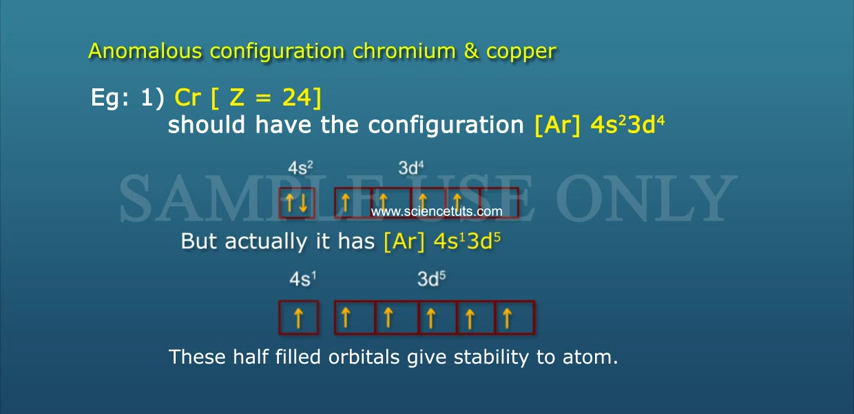 Anomalous configuration chromium & copper
Eg: 1) Cr [ Z = 24]
should have the configuration [Ar] 4s²3d⁴
4s² 3d⁴
SAMPLE USE ONLY
www.sciencetuts.com
But actually it has [Ar] 4s¹3d⁵
4s¹ 3d⁵
These half filled orbitals give stability to atom.